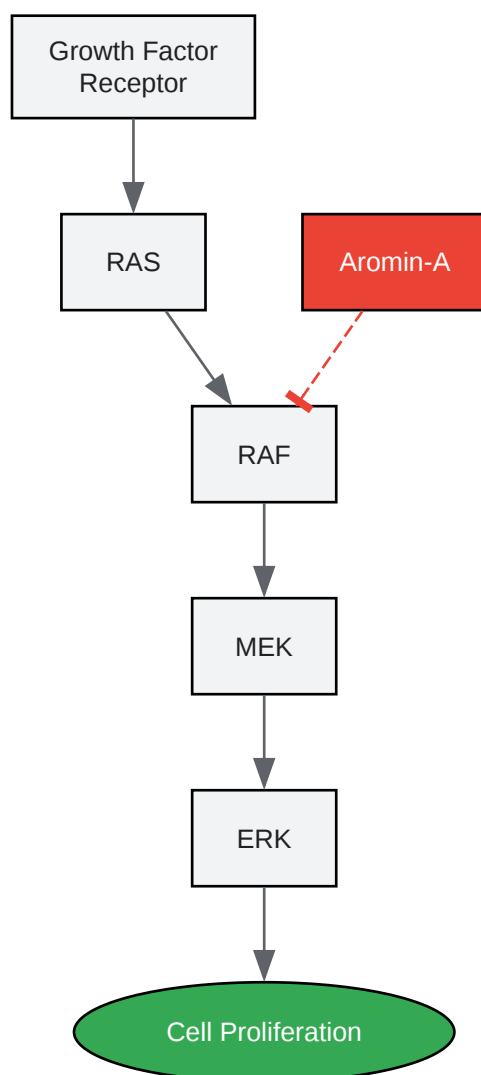 Growth Factor
Receptor
RAS
Aromin-A
RAF
MEK
ERK
Cell Proliferation